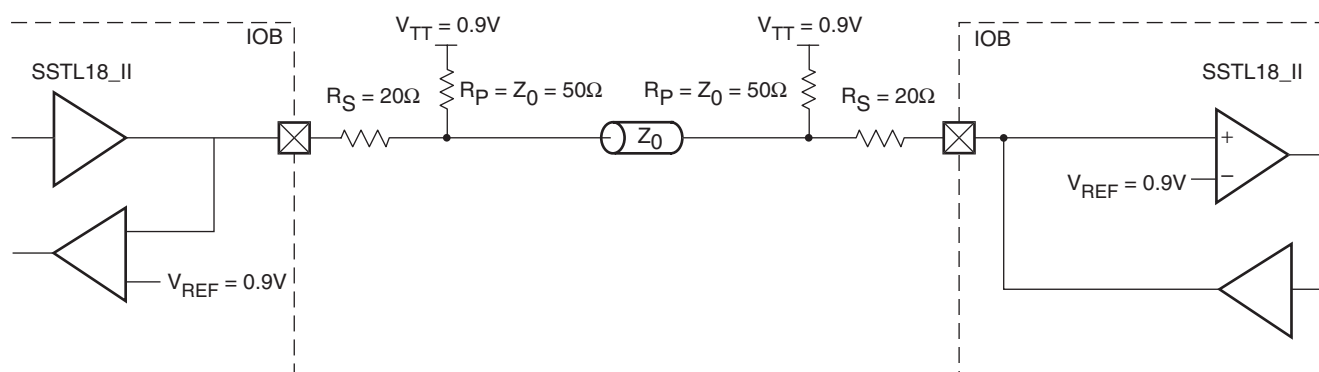 IOB
SSTL18_II
R_S = 20Ω
V_TT = 0.9V
R_P = Z_0 = 50Ω
V_REF = 0.9V
Z_0
V_TT = 0.9V
R_P = Z_0 = 50Ω
R_S = 20Ω
IOB
SSTL18_II
+
V_REF = 0.9V
–